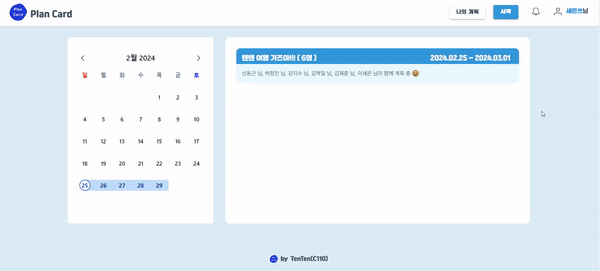 Plan Card
Plan Card
나의 계획
새책
세은쓰님
2월 2024
일 월 화 수 목 금 토
1 2 3
4 5 6 7 8 9 10
11 12 13 14 15 16 17
18 19 20 21 22 23 24
25 26 27 28 29
텐텐 여행 가즈아!!! ( 6명 )
2024.02.25 ~ 2024.03.01
신동근 님, 박창인 님, 강지수 님, 김혁일 님, 김재훈 님, 이세은 님이 함께 계획 중 😆
by TenTen(C110)